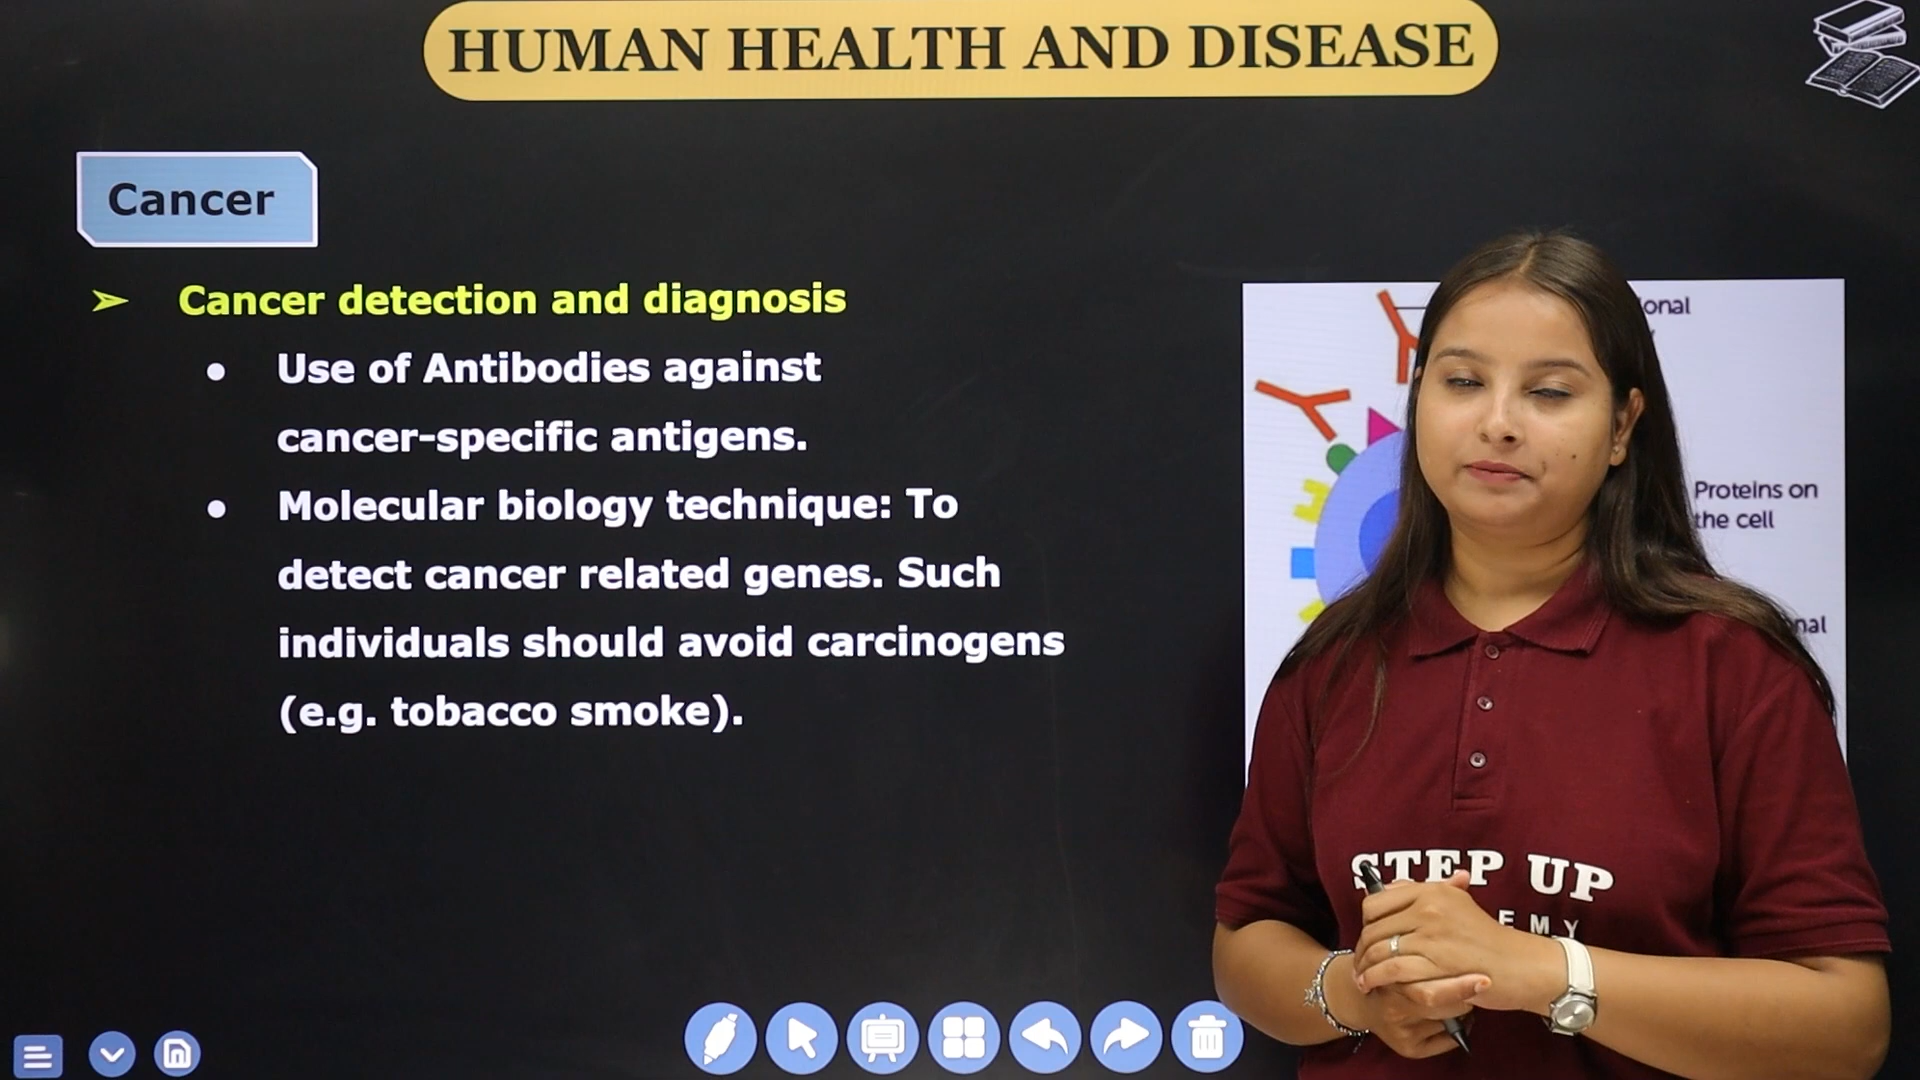 HUMAN HEALTH AND DISEASE
Cancer
➢ Cancer detection and diagnosis
● Use of Antibodies against
cancer-specific antigens.
● Molecular biology technique: To
detect cancer related genes. Such
individuals should avoid carcinogens
(e.g. tobacco smoke).
Proteins on
the cell
STEP UP